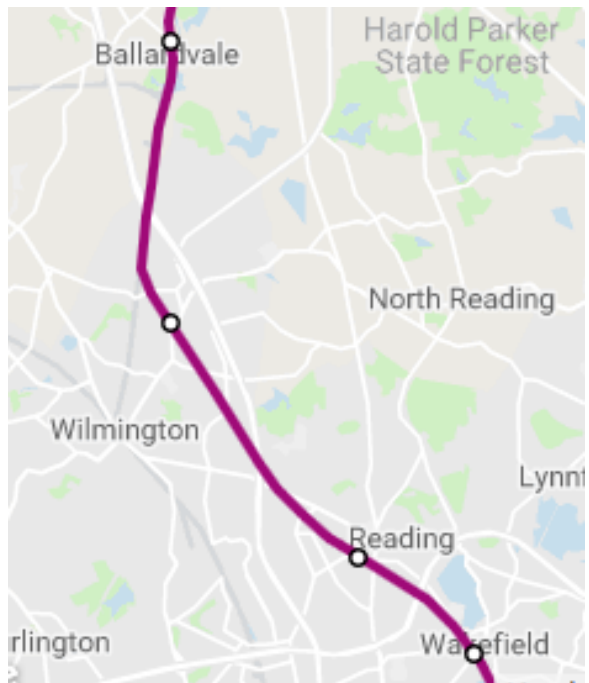 Harold Parker
State Forest
Ballardvale
North Reading
Wilmington
Lynnf
Reading
rlington
Wakefield